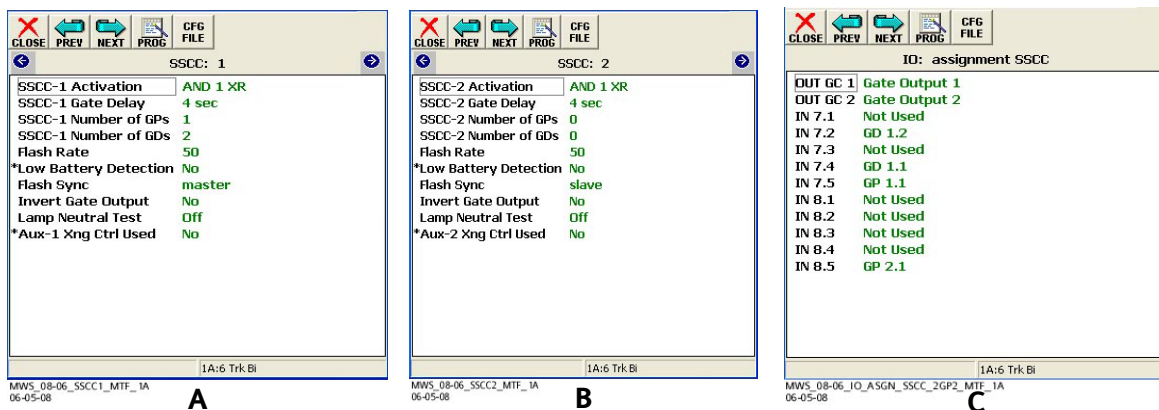 CLOSE PREV NEXT PROG CFG FILE
SSCC: 1
SSCC-1 Activation AND 1 XR
SSCC-1 Gate Delay 4 sec
SSCC-1 Number of GPs 1
SSCC-1 Number of GDs 2
Flash Rate 50
*Low Battery Detection No
Flash Sync master
Invert Gate Output No
Lamp Neutral Test Off
*Aux-1 Xng Ctrl Used No
1A:6 Trk Bi
MWS_08-06_SSCC1_MTF_1A
06-05-08
A
CLOSE PREV NEXT PROG CFG FILE
SSCC: 2
SSCC-2 Activation AND 1 XR
SSCC-2 Gate Delay 4 sec
SSCC-2 Number of GPs 0
SSCC-2 Number of GDs 0
Flash Rate 50
*Low Battery Detection No
Flash Sync slave
Invert Gate Output No
Lamp Neutral Test Off
*Aux-2 Xng Ctrl Used No
1A:6 Trk Bi
MWS_08-06_SSCC2_MTF_1A
06-05-08
B
CLOSE PREV NEXT PROG CFG FILE
IO: assignment SSCC
OUT GC 1 Gate Output 1
OUT GC 2 Gate Output 2
IN 7.1 Not Used
IN 7.2 GD 1.2
IN 7.3 Not Used
IN 7.4 GD 1.1
IN 7.5 GP 1.1
IN 8.1 Not Used
IN 8.2 Not Used
IN 8.3 Not Used
IN 8.4 Not Used
IN 8.5 GP 2.1
1A:6 Trk Bi
MWS_08-06_IO_ASGN_SSCC_2GP2_MTF_1A
06-05-08
C